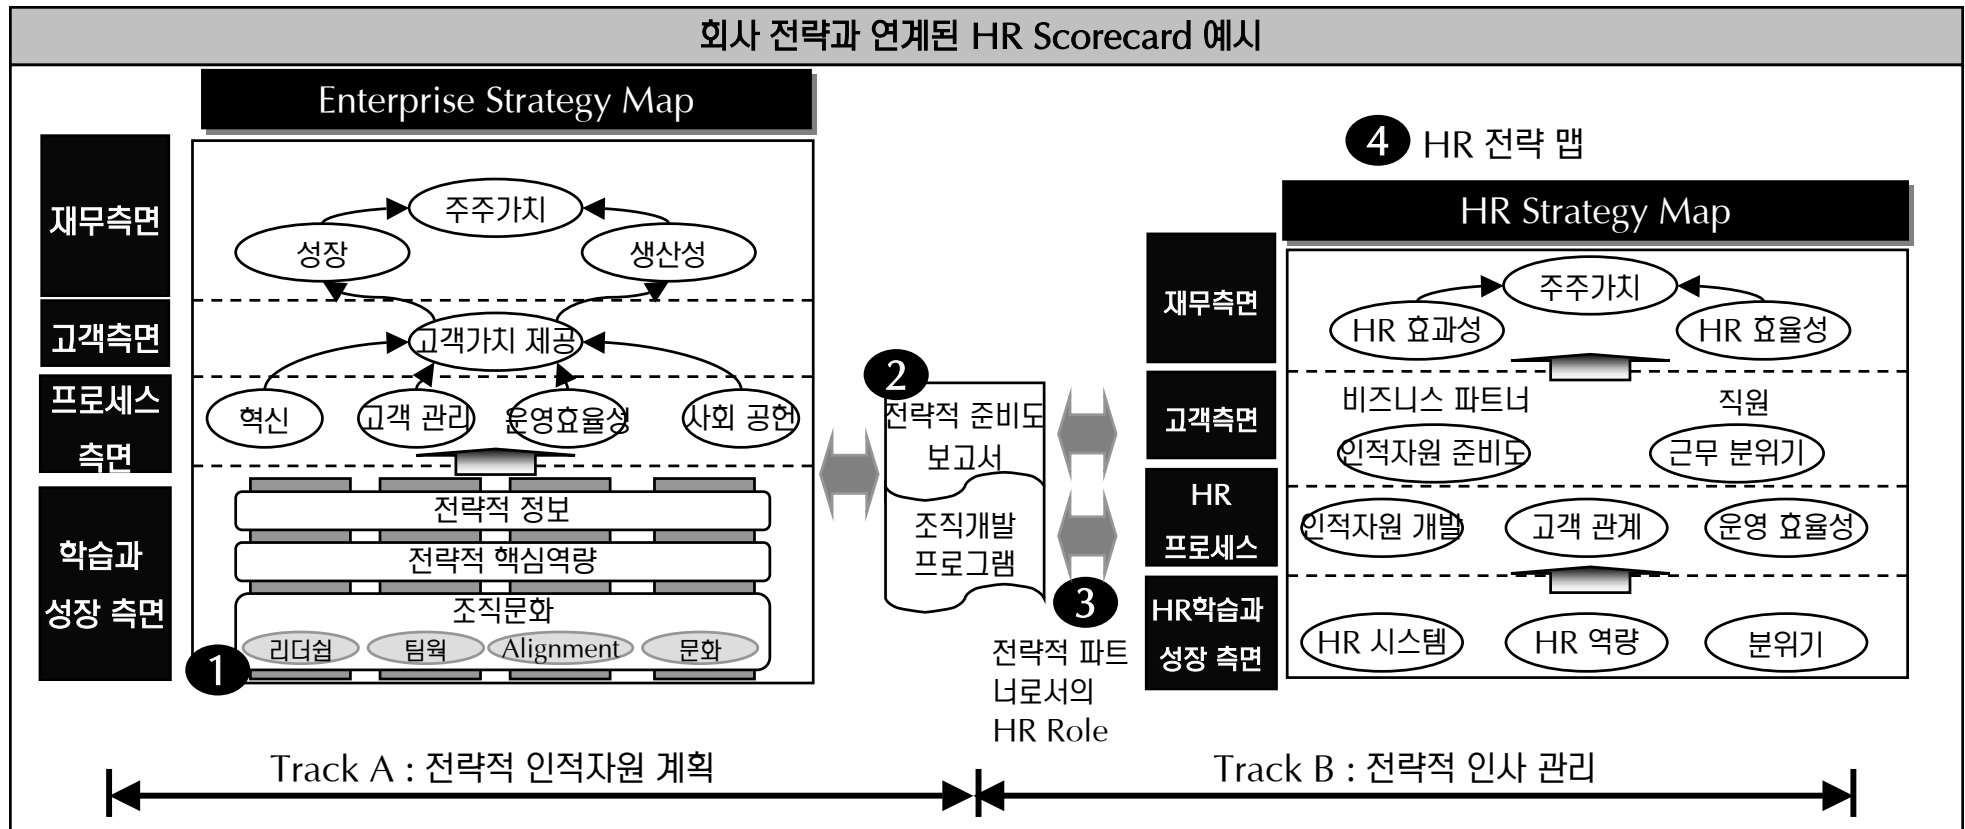 회사 전략과 연계된 HR Scorecard 예시
Enterprise Strategy Map
재무측면
주주가치
성장
생산성
고객측면
고객가치 제공
프로세스
측면
혁신
고객 관리
운영효율성
사회 공헌
학습과
성장 측면
전략적 정보
전략적 핵심역량
조직문화
리더쉽
팀웍
Alignment
문화
1
2
전략적 준비도
보고서
조직개발
프로그램
3
전략적 파트
너로서의
HR Role
4 HR 전략 맵
HR Strategy Map
재무측면
주주가치
HR 효과성
HR 효율성
고객측면
비즈니스 파트너
직원
인적자원 준비도
근무 분위기
HR
프로세스
인적자원 개발
고객 관계
운영 효율성
HR학습과
성장 측면
HR 시스템
HR 역량
분위기
Track A : 전략적 인적자원 계획
Track B : 전략적 인사 관리